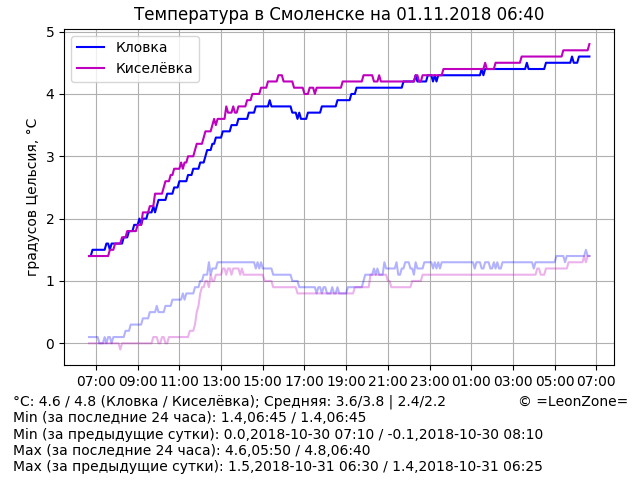 Температура в Смоленске на 01.11.2018 06:40
Кловка
Киселёвка
градусов Цельсия, °C
5
4
3
2
1
0
07:00 09:00 11:00 13:00 15:00 17:00 19:00 21:00 23:00 01:00 03:00 05:00 07:00
°C: 4.6 / 4.8 (Кловка / Киселёвка); Средняя: 3.6/3.8 | 2.4/2.2 © =LeonZone=
Min (за последние 24 часа): 1.4,06:45 / 1.4,06:45
Min (за предыдущие сутки): 0.0,2018-10-30 07:10 / -0.1,2018-10-30 08:10
Max (за последние 24 часа): 4.6,05:50 / 4.8,06:40
Max (за предыдущие сутки): 1.5,2018-10-31 06:30 / 1.4,2018-10-31 06:25